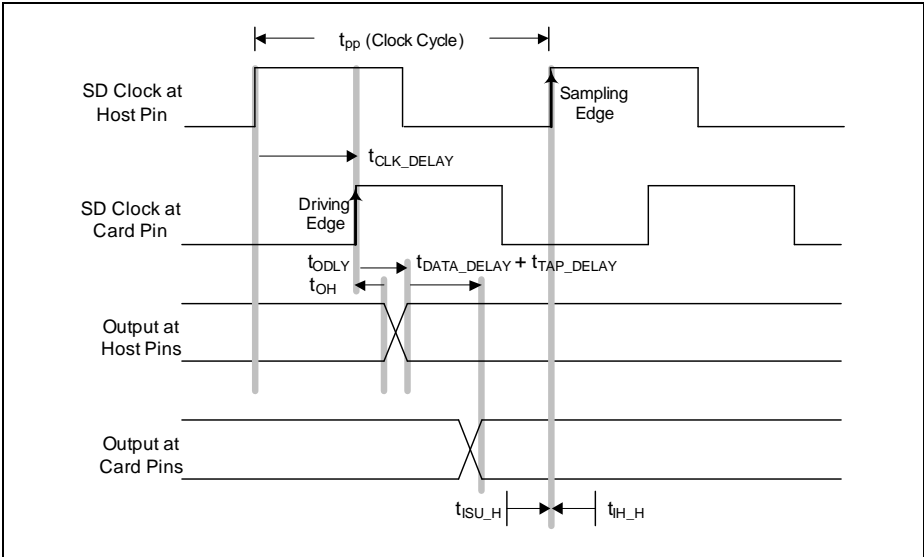 t_pp (Clock Cycle)
SD Clock at
Host Pin
Sampling
Edge
t_CLK_DELAY
SD Clock at
Card Pin
Driving
Edge
t_ODLY
t_DATA_DELAY + t_TAP_DELAY
t_OH
Output at
Host Pins
Output at
Card Pins
t_ISU_H
t_IH_H